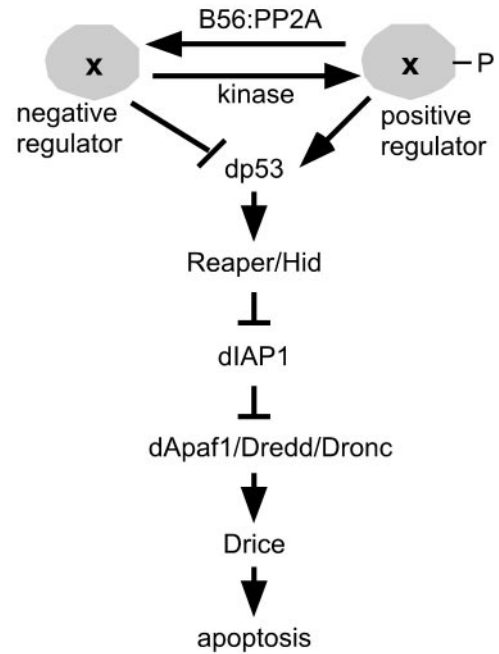 B56:PP2A
x
x
P
kinase
negative
regulator
positive
regulator
dp53
Reaper/Hid
dIAP1
dApaf1/Dredd/Dronc
Drice
apoptosis